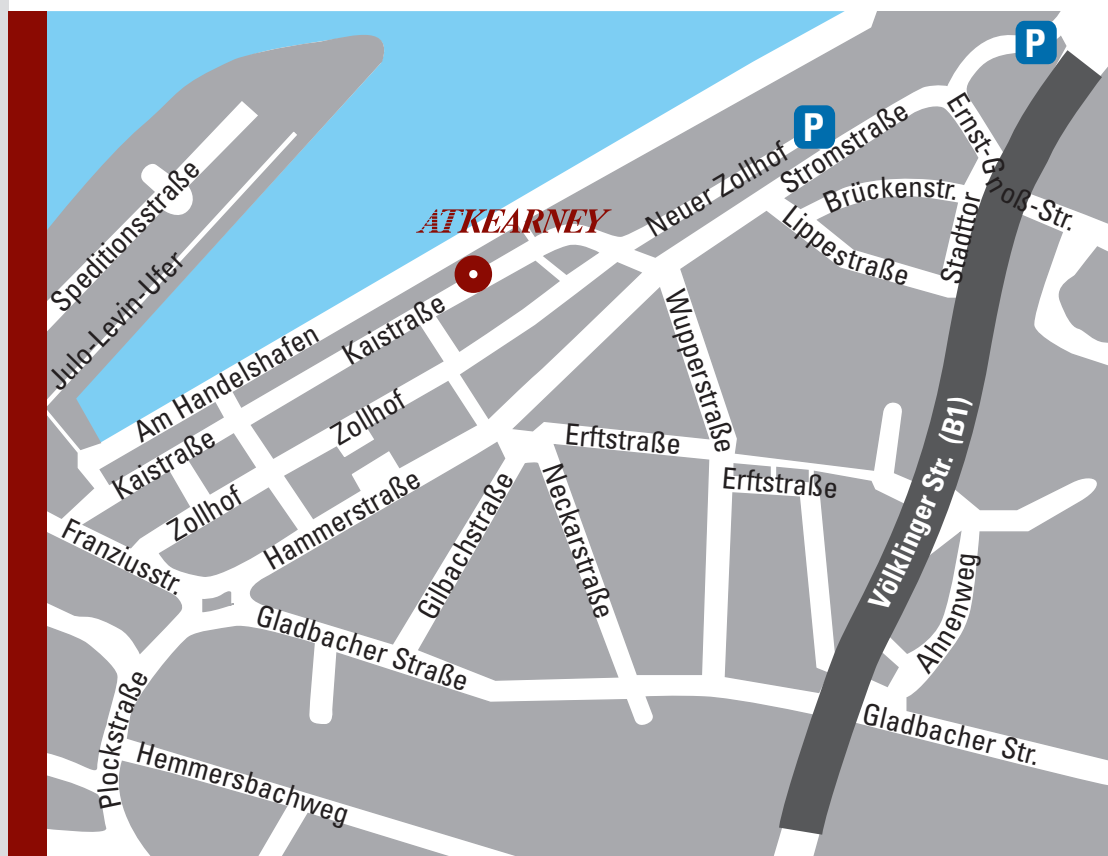 P
P
Ernst-Gnoß-Str.
Stromstraße
Neuer Zollhof
Brückenstr.
Speditionsstraße
ATKEARNEY
Lippestraße
Stadttor
Julo-Levin-Ufer
Kaistraße
Wupperstraße
Am Handelshafen
Zollhof
Völklinger Str. (B1)
Kaistraße
Erftstraße
Erftstraße
Zollhof
Hammerstraße
Neckarstraße
Franziusstr.
Gilbachstraße
Ahnenweg
Gladbacher Straße
Plockstraße
Gladbacher Str.
Hemmersbachweg